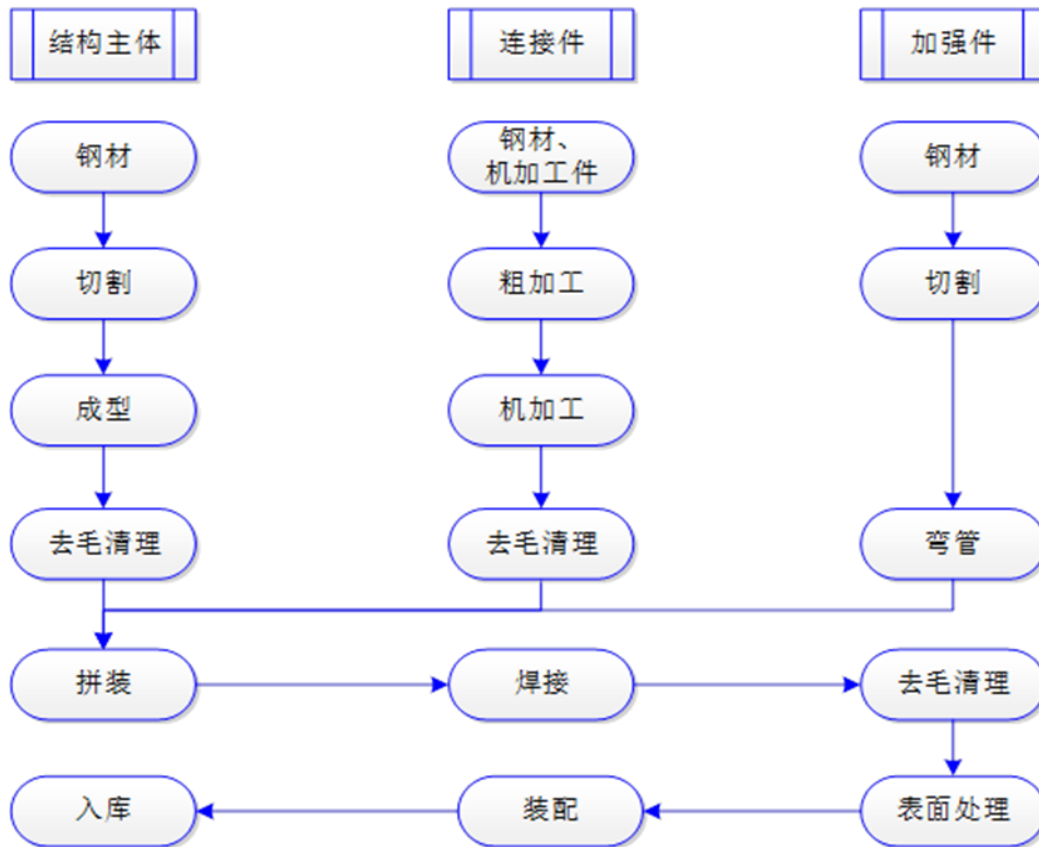 结构主体
连接件
加强件
钢材
钢材、
机加工件
钢材
切割
粗加工
切割
成型
机加工
去毛清理
去毛清理
弯管
拼装
焊接
去毛清理
入库
装配
表面处理